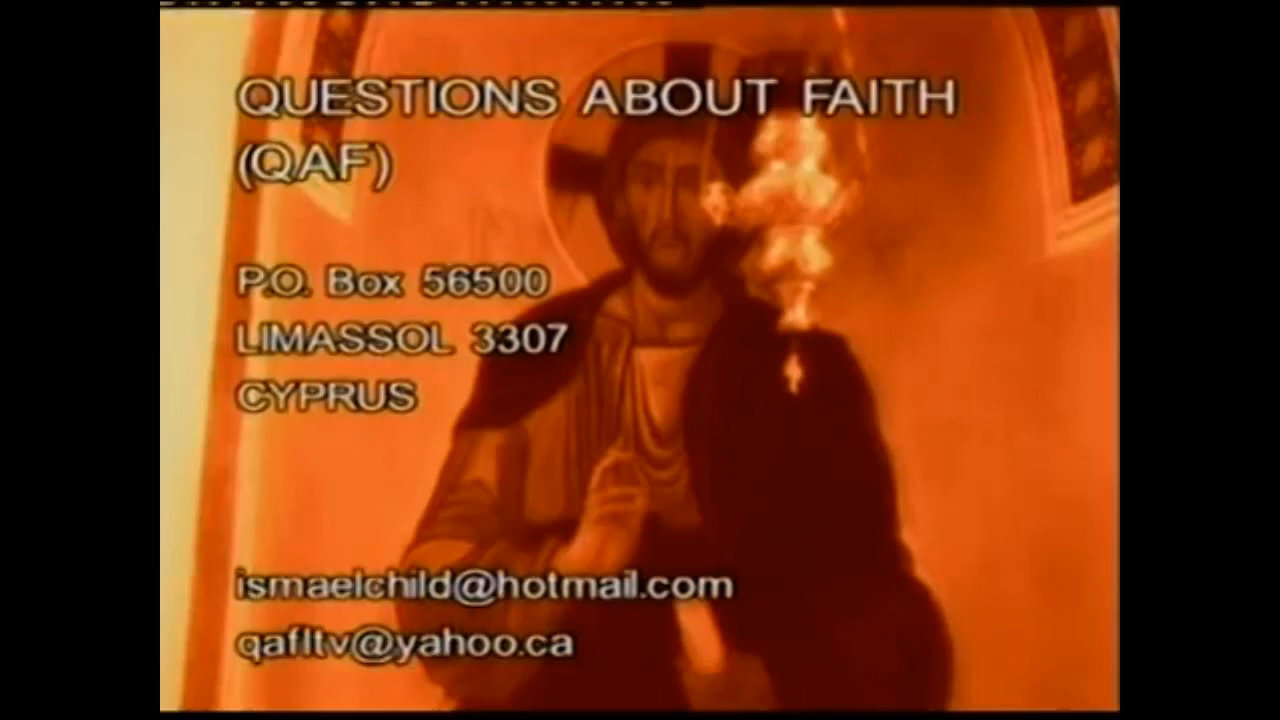 QUESTIONS ABOUT FAITH
(QAF)
P.O. Box 56500
LIMASSOL 3307
CYPRUS
ismaelchild@hotmail.com
qafltv@yahoo.ca